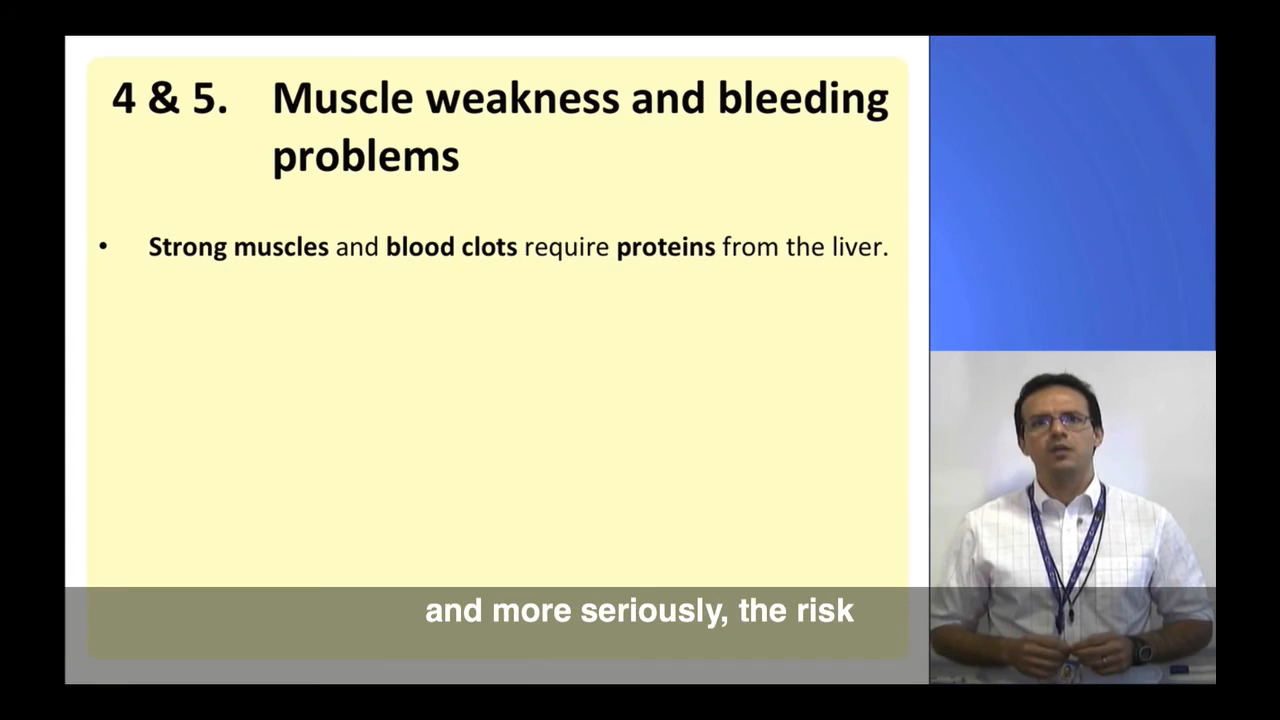 4 & 5. Muscle weakness and bleeding
problems
• Strong muscles and blood clots require proteins from the liver.
and more seriously, the risk